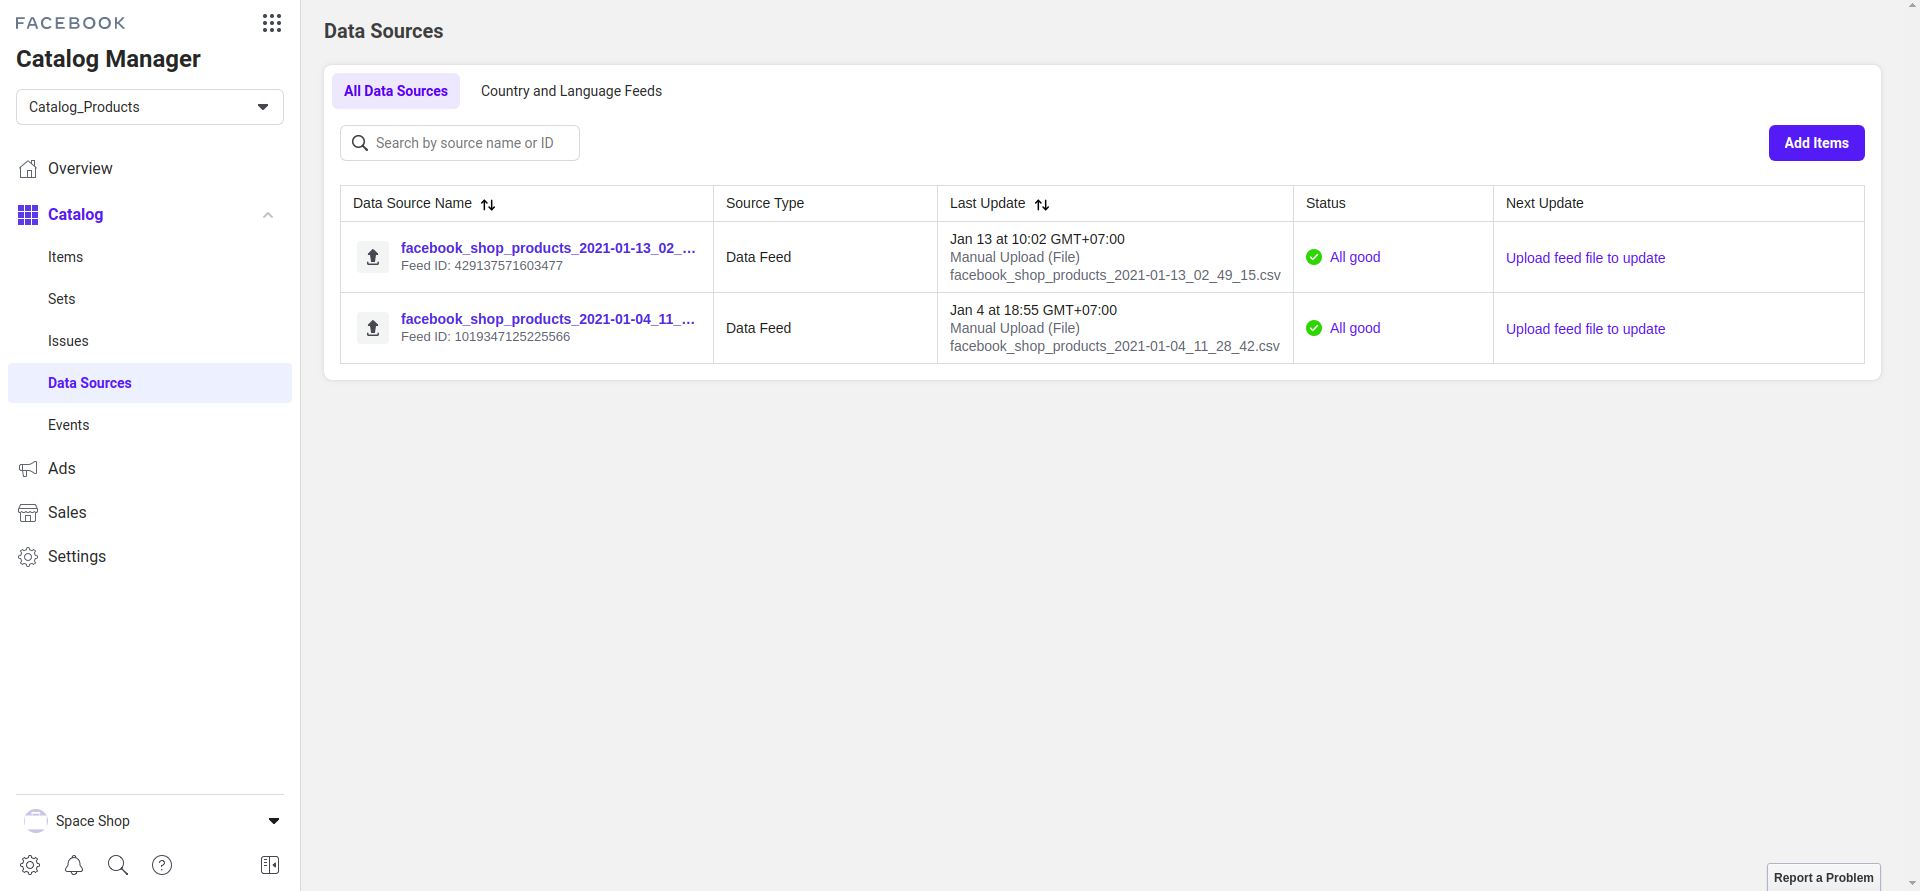 FACEBOOK
Catalog Manager
Catalog_Products
Overview
Catalog
Items
Sets
Issues
Data Sources
Events
Ads
Sales
Settings
Space Shop
Data Sources
All Data Sources
Country and Language Feeds
Search by source name or ID
Add Items
Data Source Name
Source Type
Last Update
Status
Next Update
facebook_shop_products_2021-01-13_02_...
Feed ID: 429137571603477
Data Feed
Jan 13 at 10:02 GMT+07:00
Manual Upload (File)
facebook_shop_products_2021-01-13_02_49_15.csv
All good
Upload feed file to update
facebook_shop_products_2021-01-04_11_...
Feed ID: 1019347125225566
Data Feed
Jan 4 at 18:55 GMT+07:00
Manual Upload (File)
facebook_shop_products_2021-01-04_11_28_42.csv
All good
Upload feed file to update
Report a Problem